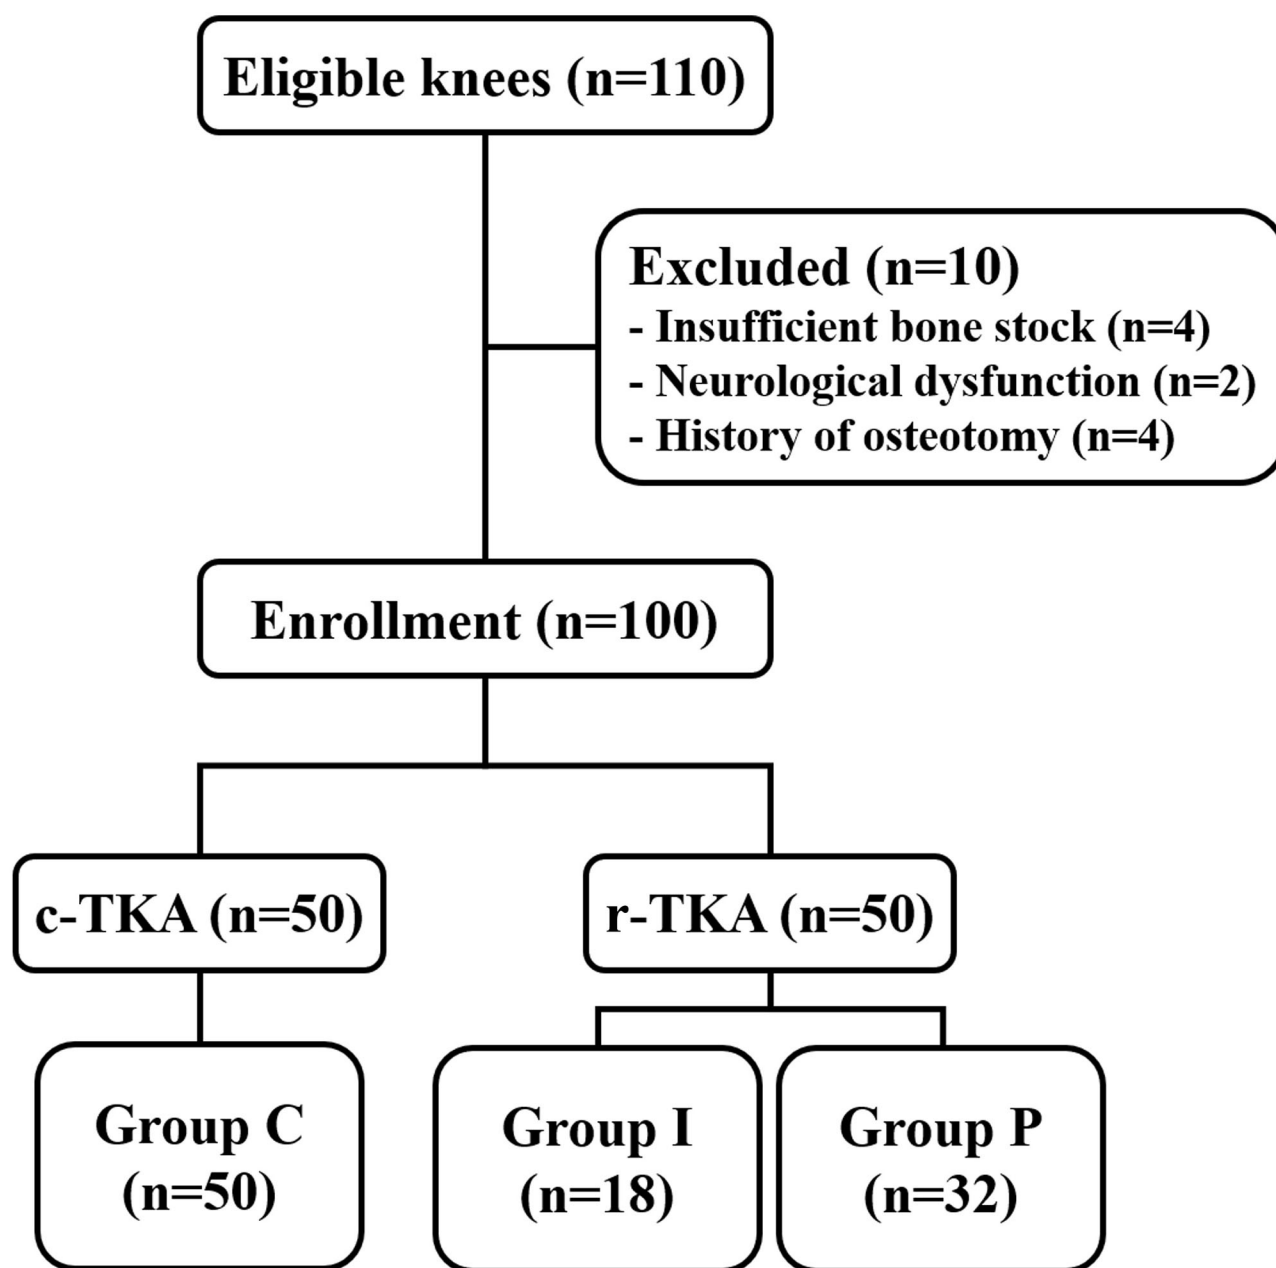 Eligible knees (n=110)
Excluded (n=10)
- Insufficient bone stock (n=4)
- Neurological dysfunction (n=2)
- History of osteotomy (n=4)
Enrollment (n=100)
c-TKA (n=50)
r-TKA (n=50)
Group C
(n=50)
Group I
(n=18)
Group P
(n=32)